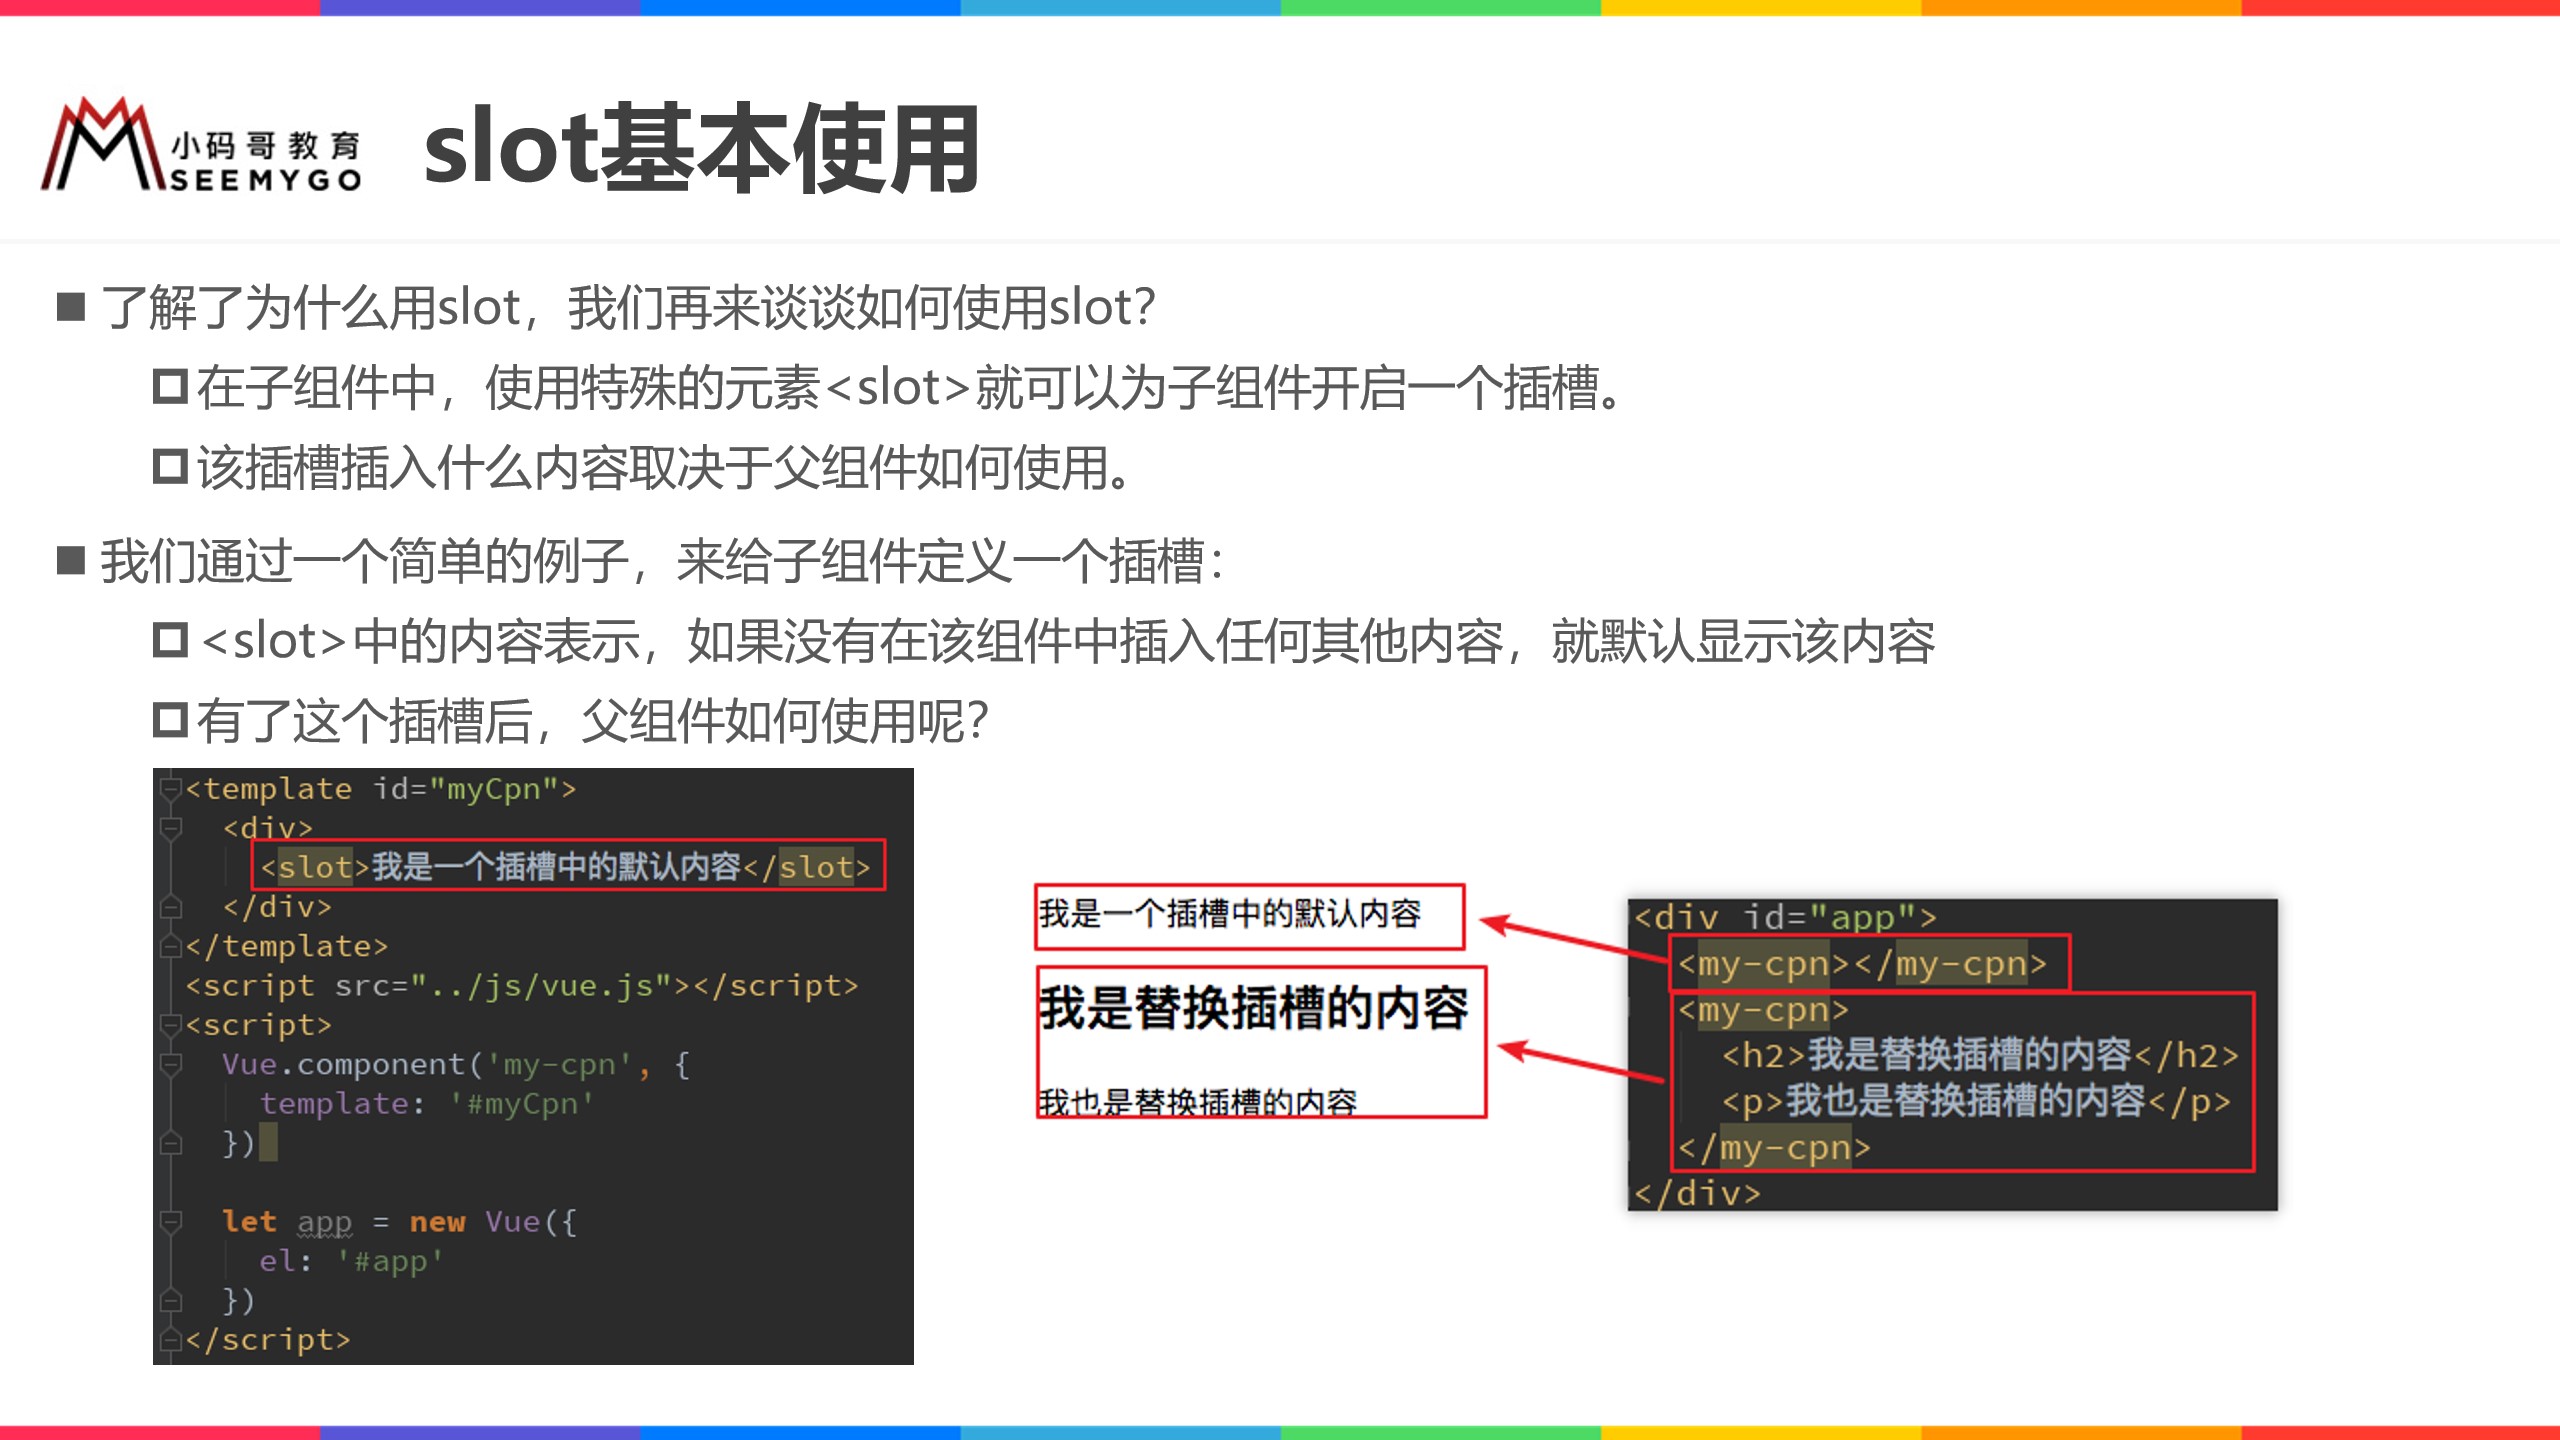 小码哥教育
SEEMYGO
slot基本使用
了解了为什么用slot，我们再来谈谈如何使用slot？
在子组件中，使用特殊的元素<slot>就可以为子组件开启一个插槽。
该插槽插入什么内容取决于父组件如何使用。
我们通过一个简单的例子，来给子组件定义一个插槽：
<slot>中的内容表示，如果没有在该组件中插入任何其他内容，就默认显示该内容
有了这个插槽后，父组件如何使用呢？
<template id="myCpn">
<div>
<slot>我是一个插槽中的默认内容</slot>
</div>
</template>
<script src="../js/vue.js"></script>
<script>
Vue.component('my-cpn', {
template: '#myCpn'
})
let app = new Vue({
el: '#app'
})
</script>
我是一个插槽中的默认内容
我是替换插槽的内容
我也是替换插槽的内容
<div id="app">
<my-cpn></my-cpn>
<my-cpn>
<h2>我是替换插槽的内容</h2>
<p>我也是替换插槽的内容</p>
</my-cpn>
</div>